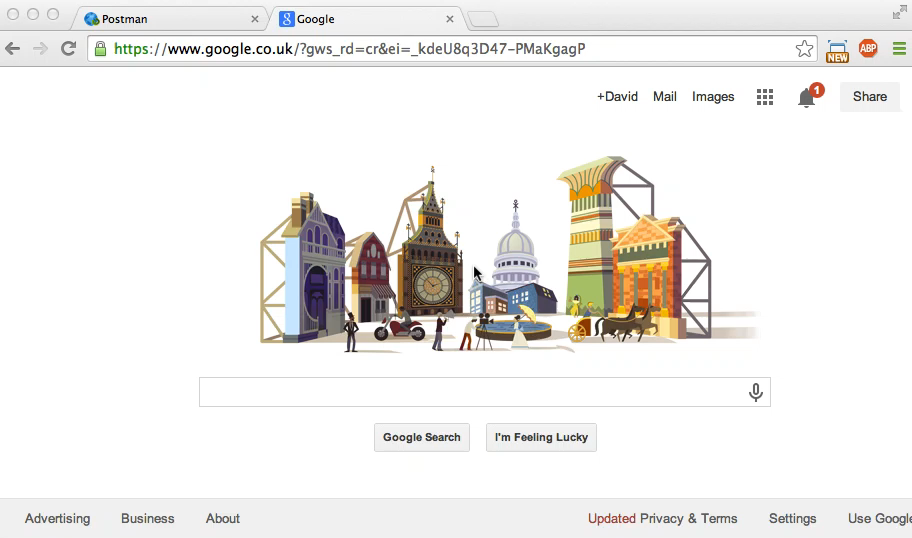 Postman
Google
https://www.google.co.uk/?gws_rd=cr&ei=_kdeU8q3D47-PMaKgagP
NEW
ABP
+David Mail Images 1 Share
Google Search I'm Feeling Lucky
Advertising Business About Updated Privacy & Terms Settings Use Google